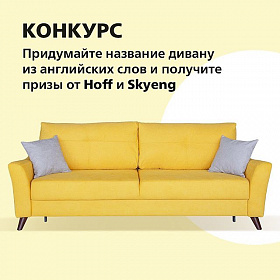 КОНКУРС
Придумайте название дивану
из английских слов и получите
призы от Hoff и Skyeng